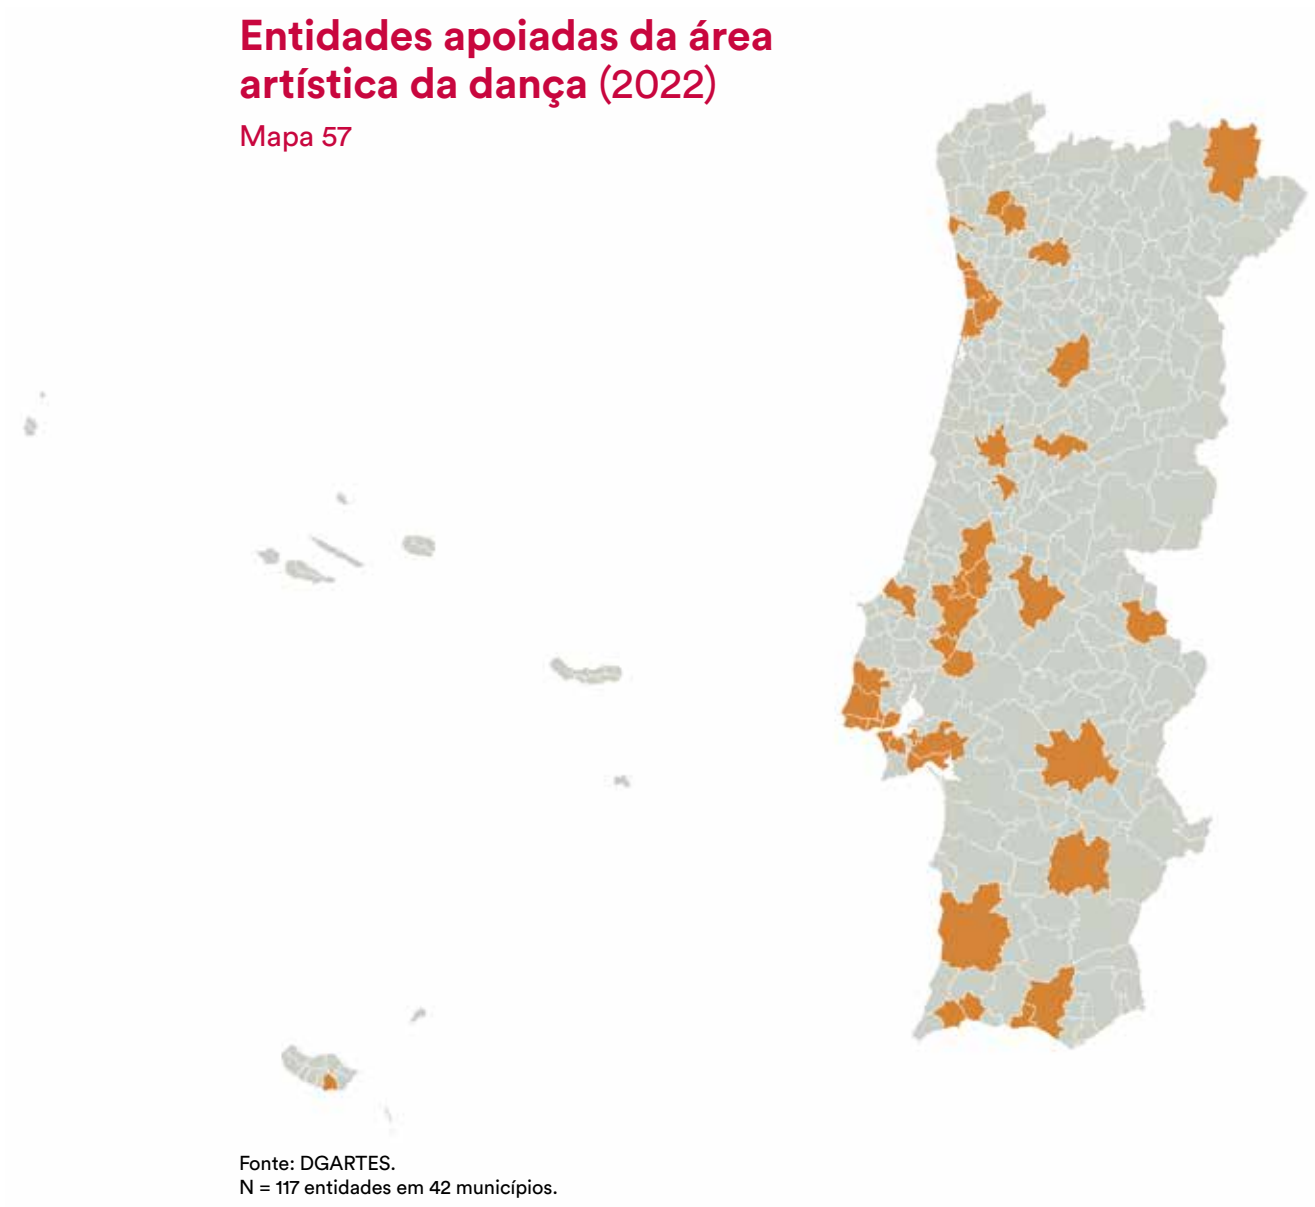 Entidades apoiadas da área
artística da dança (2022)
Mapa 57
Fonte: DGARTES.
N = 117 entidades em 42 municípios.